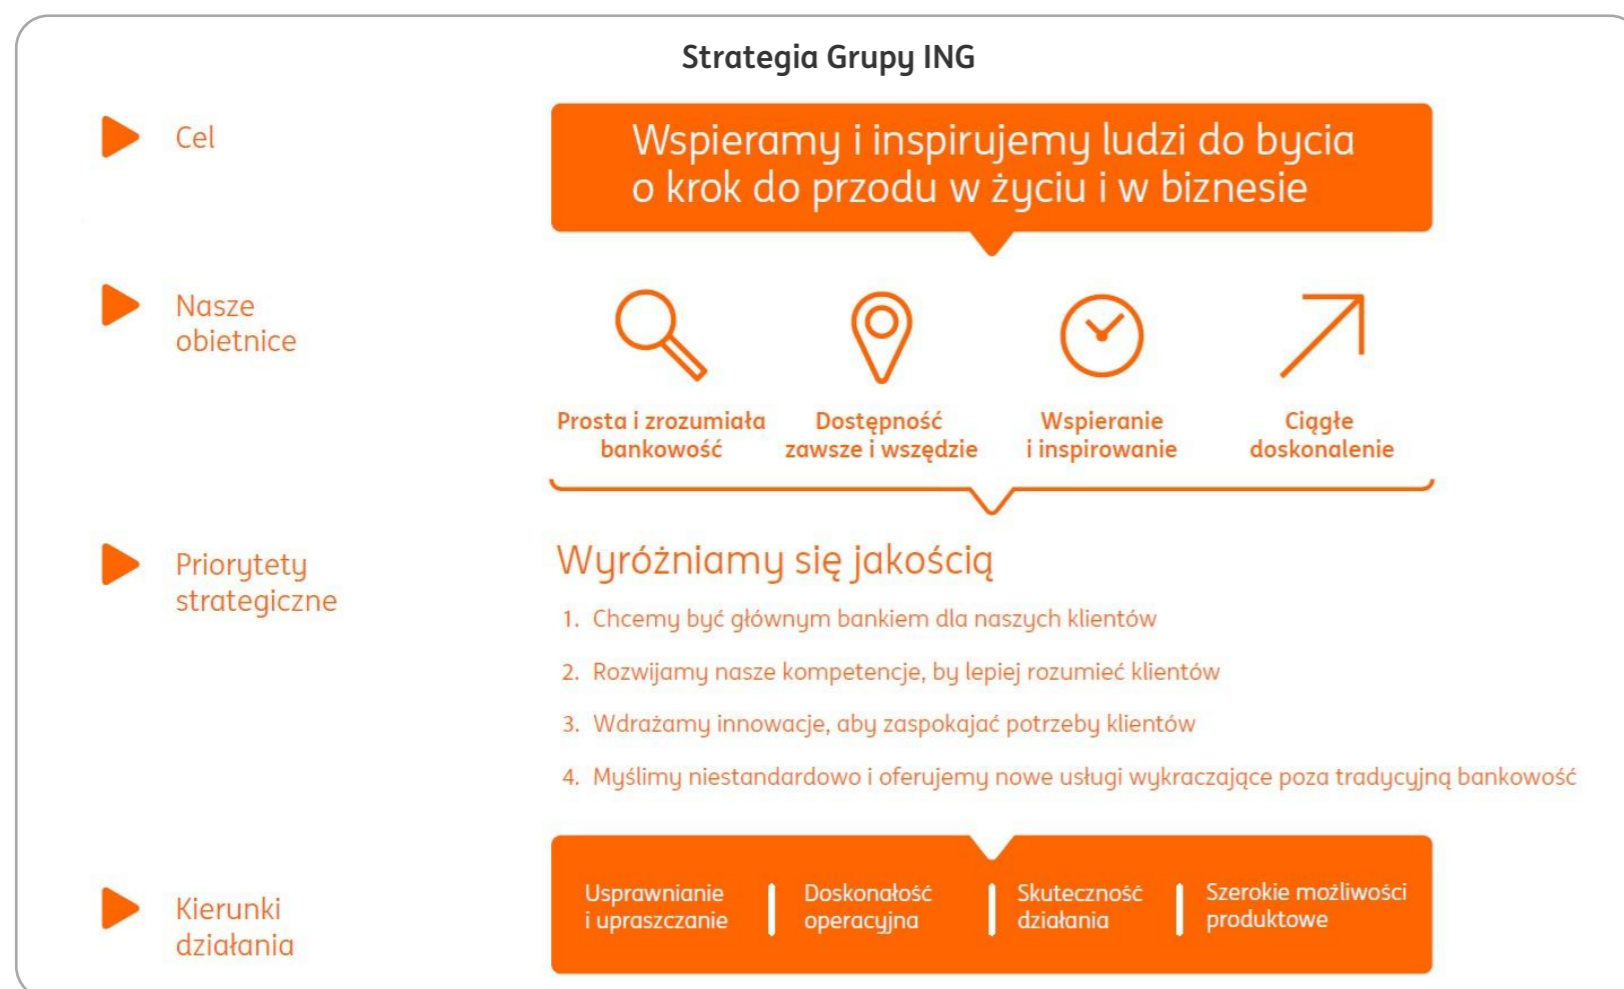 Strategia Grupy ING
Cel
Wspieramy i inspirujemy ludzi do bycia
o krok do przodu w życiu i w biznesie
Nasze
obietnice
Prosta i zrozumiała
bankowość
Dostępność
zawsze i wszędzie
Wspieranie
i inspirowanie
Ciągłe
doskonalenie
Priorytety
strategiczne
Wyróżniamy się jakością
1. Chcemy być głównym bankiem dla naszych klientów
2. Rozwijamy nasze kompetencje, by lepiej rozumieć klientów
3. Wdrażamy innowacje, aby zaspokajać potrzeby klientów
4. Myślimy niestandardowo i oferujemy nowe usługi wykraczające poza tradycyjną bankowość
Kierunki
działania
Usprawnianie
i upraszczanie
Doskonałość
operacyjna
Skuteczność
działania
Szerokie możliwości
produktowe